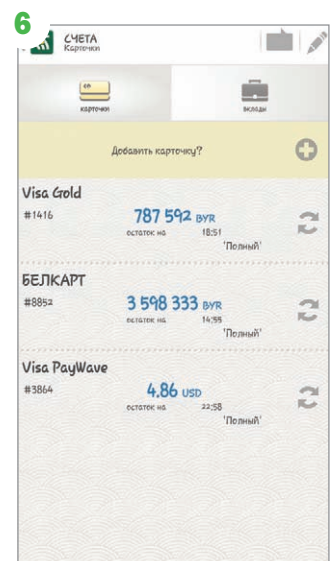 6
СЧЕТА
Карточки
карточки
вклады
Добавить карточку?
Visa Gold
#1416
787 592 BYR
остаток на 18:51
'Полный'
БЕЛКАРТ
#8852
3 598 333 BYR
остаток на 14:55
'Полный'
Visa PayWave
#3864
4.86 USD
остаток на 22:58
'Полный'